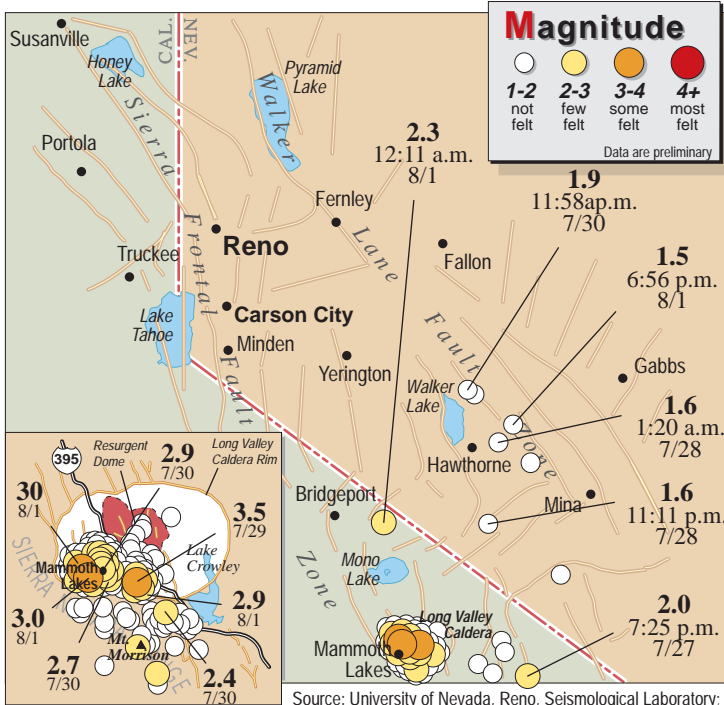 Magnitude
1-2
not
felt
2-3
few
felt
3-4
some
felt
4+
most
felt
Data are preliminary
Susanville
CAL.
NEV.
Honey
Lake
Pyramid
Lake
Walker
Lane
Fault
Zone
Sierra
Frontal
Fault
Zone
Portola
2.3
12:11 a.m.
8/1
1.9
11:58ap.m.
7/30
Fernley
Reno
Truckee
Fallon
1.5
6:56 p.m.
8/1
Lake
Tahoe
Carson City
Minden
Yerington
Gabbs
Walker
Lake
1.6
1:20 a.m.
7/28
Hawthorne
Mina
1.6
11:11 p.m.
7/28
Bridgeport
Mono
Lake
Long Valley
Caldera
Mammoth
Lakes
2.0
7:25 p.m.
7/27
395
Resurgent
Dome
2.9
7/30
Long Valley
Caldera Rim
30
8/1
3.5
7/29
SIERRA
Lake
Crowley
Mammoth
Lakes
3.0
8/1
2.9
8/1
Mt.
Morrison
2.7
7/30
2.4
7/30
Source: University of Nevada, Reno, Seismological Laboratory;